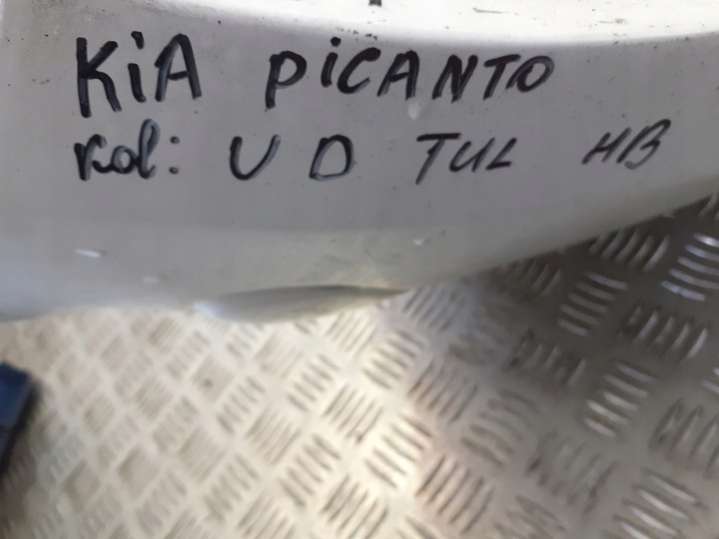 KiA PiCANTO
Kol: UD TUL HB